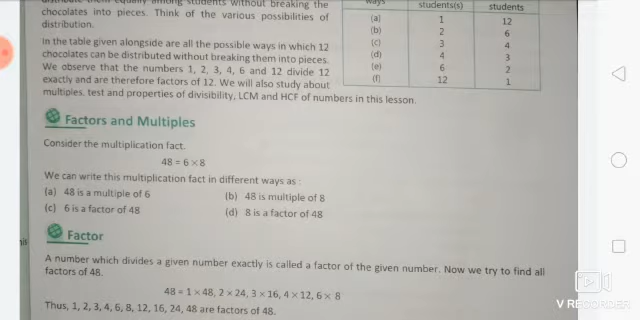 distribute them equally among students without breaking the
chocolates into pieces. Think of the various possibilities of
distribution.
In the table given alongside are all the possible ways in which 12
chocolates can be distributed without breaking them into pieces.
We observe that the numbers 1, 2, 3, 4, 6 and 12 divide 12
exactly and are therefore factors of 12. We will also study about
multiples, test and properties of divisibility, LCM and HCF of numbers in this lesson.
ways students(s) students
(a) 1 12
(b) 2 6
(c) 3 4
(d) 4 3
(e) 6 2
(f) 12 1
Factors and Multiples
Consider the multiplication fact.
48 = 6 × 8
We can write this multiplication fact in different ways as :
(a) 48 is a multiple of 6 (b) 48 is multiple of 8
(c) 6 is a factor of 48 (d) 8 is a factor of 48
Factor
A number which divides a given number exactly is called a factor of the given number. Now we try to find all
factors of 48.
48 = 1 × 48, 2 × 24, 3 × 16, 4 × 12, 6 × 8
Thus, 1, 2, 3, 4, 6, 8, 12, 16, 24, 48 are factors of 48.
V RECORDER